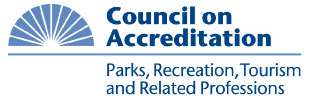 Council on
Accreditation
Parks, Recreation, Tourism
and Related Professions